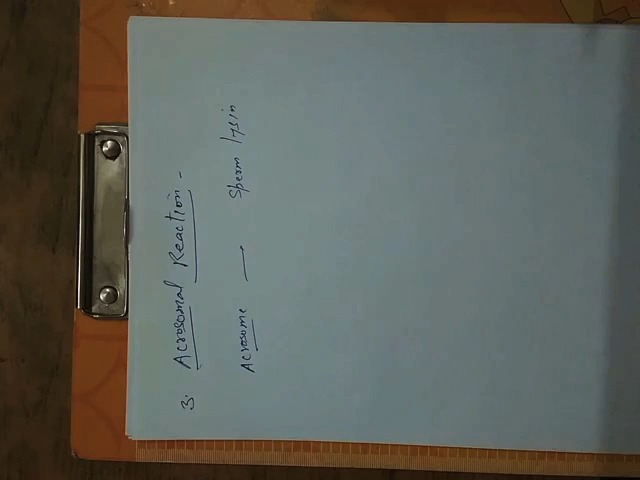 3. Acrosomal Reaction -
Acrosome → Sperm lysin